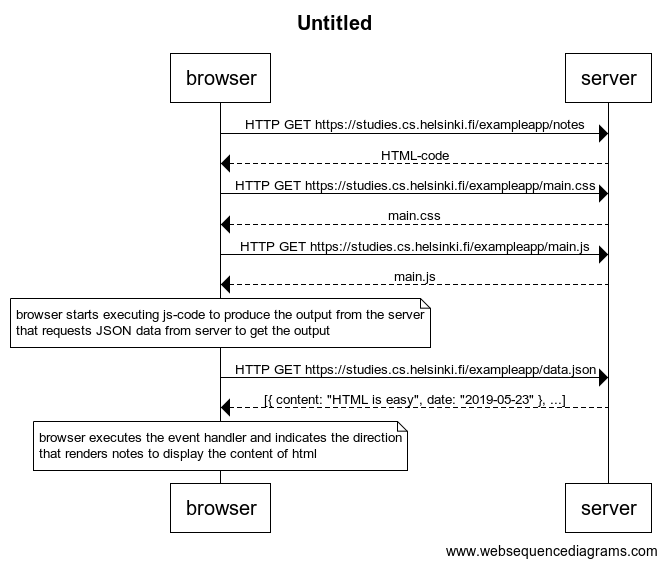 Untitled
browser
server
HTTP GET https://studies.cs.helsinki.fi/exampleapp/notes
HTML-code
HTTP GET https://studies.cs.helsinki.fi/exampleapp/main.css
main.css
HTTP GET https://studies.cs.helsinki.fi/exampleapp/main.js
main.js
browser starts executing js-code to produce the output from the server
that requests JSON data from server to get the output
HTTP GET https://studies.cs.helsinki.fi/exampleapp/data.json
[{ content: "HTML is easy", date: "2019-05-23" }, ...]
browser executes the event handler and indicates the direction
that renders notes to display the content of html
browser
server
www.websequencediagrams.com